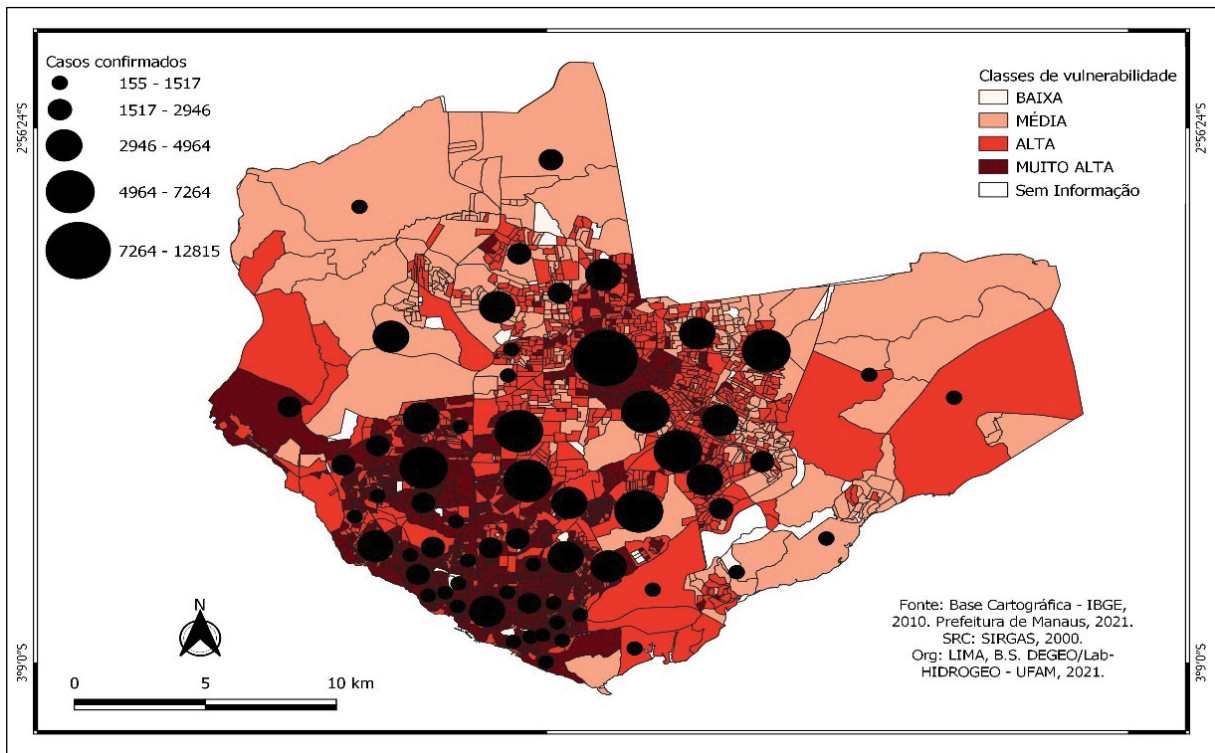 Casos confirmados
155 - 1517
1517 - 2946
2946 - 4964
4964 - 7264
7264 - 12815
Classes de vulnerabilidade
BAIXA
MÉDIA
ALTA
MUITO ALTA
Sem Informação
2°56'24"S
2°56'24"S
3°9'0"S
3°9'0"S
N
0 5 10 km
Fonte: Base Cartográfica - IBGE,
2010. Prefeitura de Manaus, 2021.
SRC: SIRGAS, 2000.
Org: LIMA, B.S. DEGEO/Lab-
HIDROGEO - UFAM, 2021.